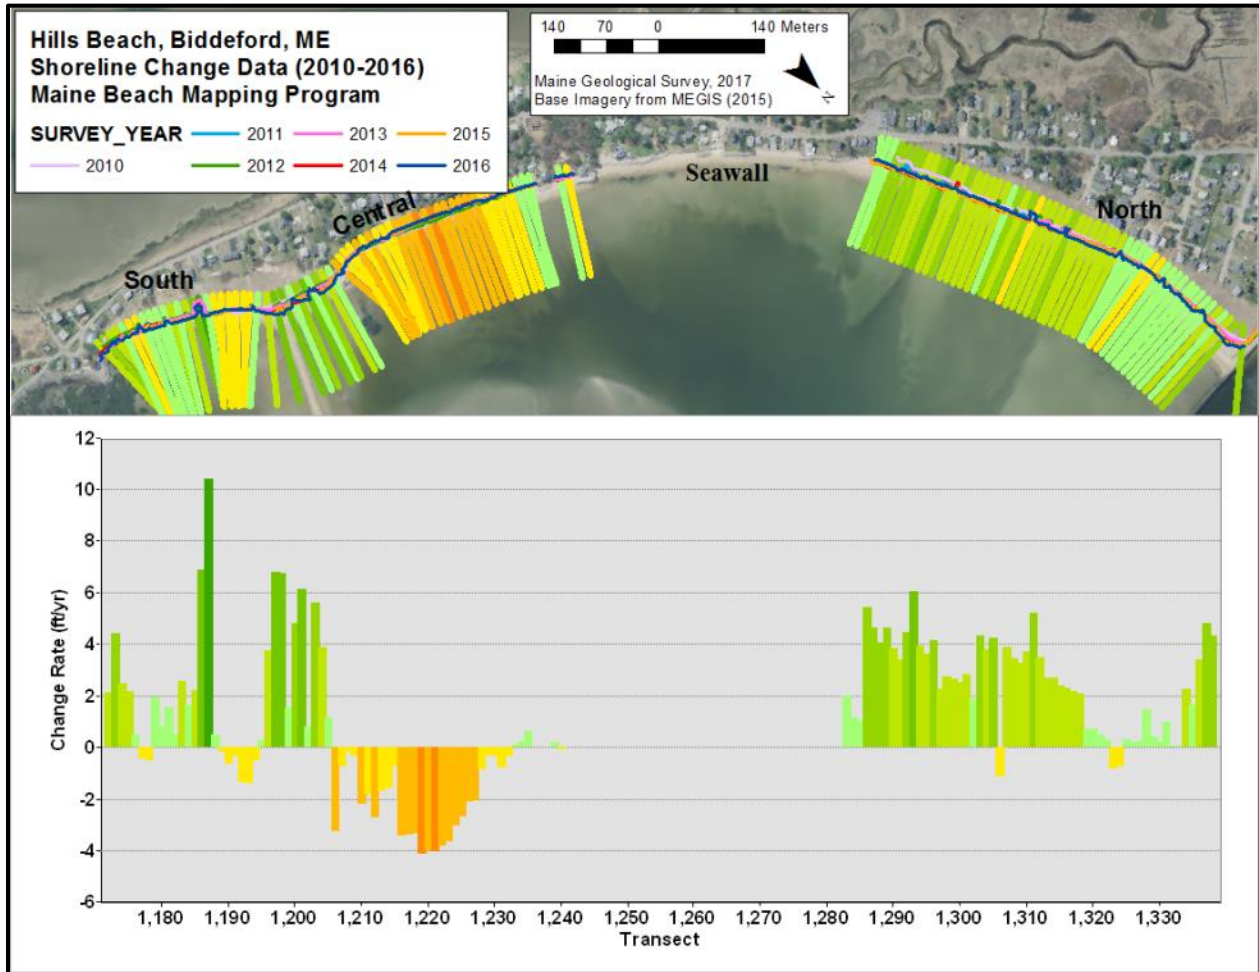 Hills Beach, Biddeford, ME
Shoreline Change Data (2010-2016)
Maine Beach Mapping Program
SURVEY_YEAR 2011 2013 2015
2010 2012 2014 2016
140 70 0 140 Meters
Maine Geological Survey, 2017
Base Imagery from MEGIS (2015)
N
South
Central
Seawall
North
12
10
8
6
4
2
0
-2
-4
-6
Change Rate (ft/yr)
1,180 1,190 1,200 1,210 1,220 1,230 1,240 1,250 1,260 1,270 1,280 1,290 1,300 1,310 1,320 1,330
Transect